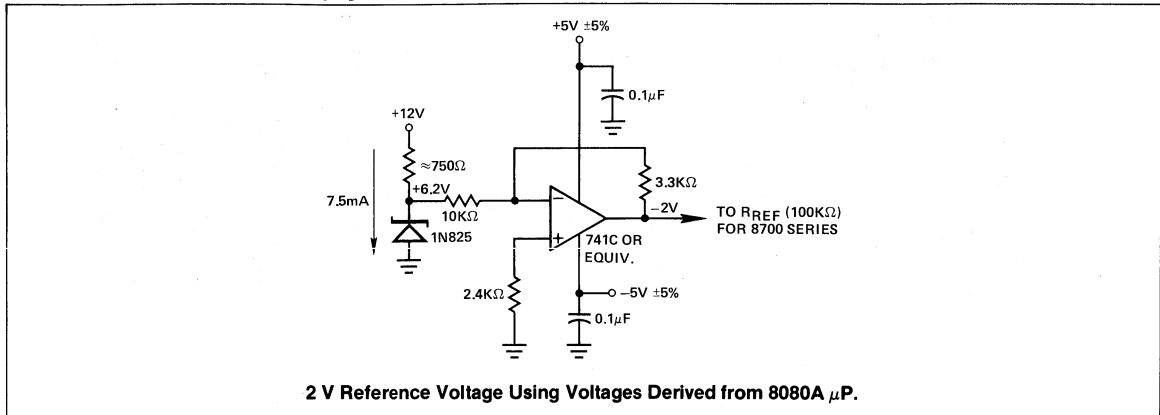 +5V ±5%
0.1μF
+12V
≈750Ω
+6.2V
7.5mA
10KΩ
1N825
3.3KΩ
−2V
TO RREF (100KΩ)
FOR 8700 SERIES
−
+
741C OR
EQUIV.
2.4KΩ
−5V ±5%
0.1μF
2 V Reference Voltage Using Voltages Derived from 8080A μP.